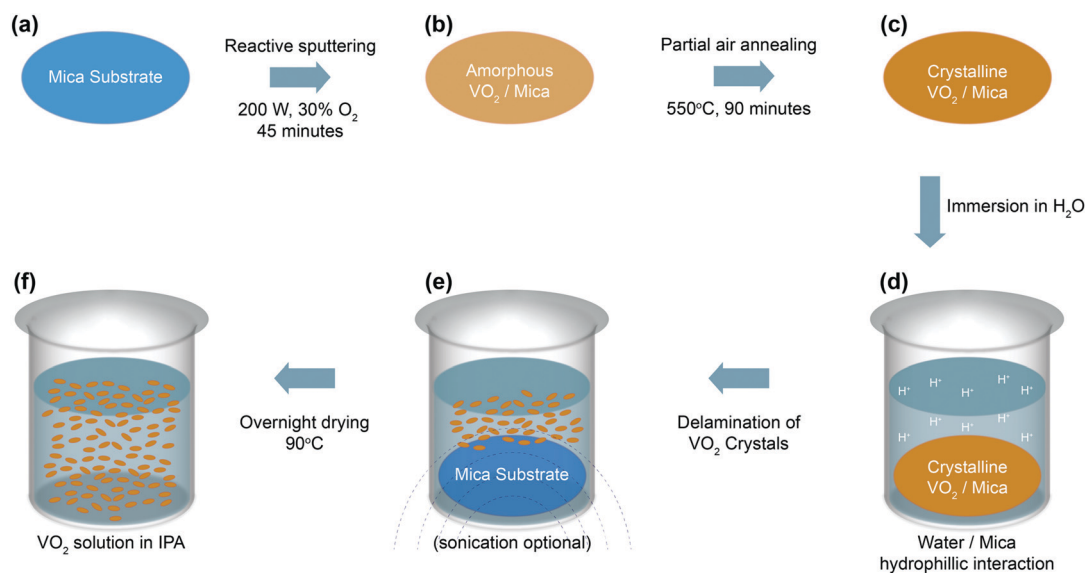 (a)
Mica Substrate
Reactive sputtering
200 W, 30% O₂
45 minutes
(b)
Amorphous
VO₂ / Mica
Partial air annealing
550°C, 90 minutes
(c)
Crystalline
VO₂ / Mica
Immersion in H₂O
(d)
H⁺ H⁺ H⁺ H⁺ H⁺
H⁺ H⁺ H⁺ H⁺ H⁺
Crystalline
VO₂ / Mica
Water / Mica
hydrophillic interaction
Delamination of
VO₂ Crystals
(e)
Mica Substrate
(sonication optional)
Overnight drying
90°C
(f)
VO₂ solution in IPA